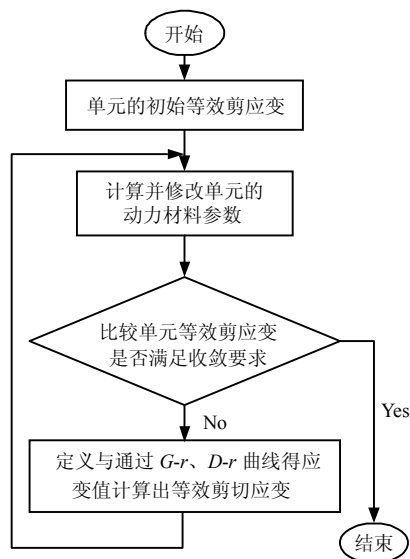 开始
单元的初始等效剪应变
计算并修改单元的
动力材料参数
比较单元等效剪应变
是否满足收敛要求
No
Yes
定义与通过 G-r、D-r 曲线得应
变值计算出等效剪切应变
结束